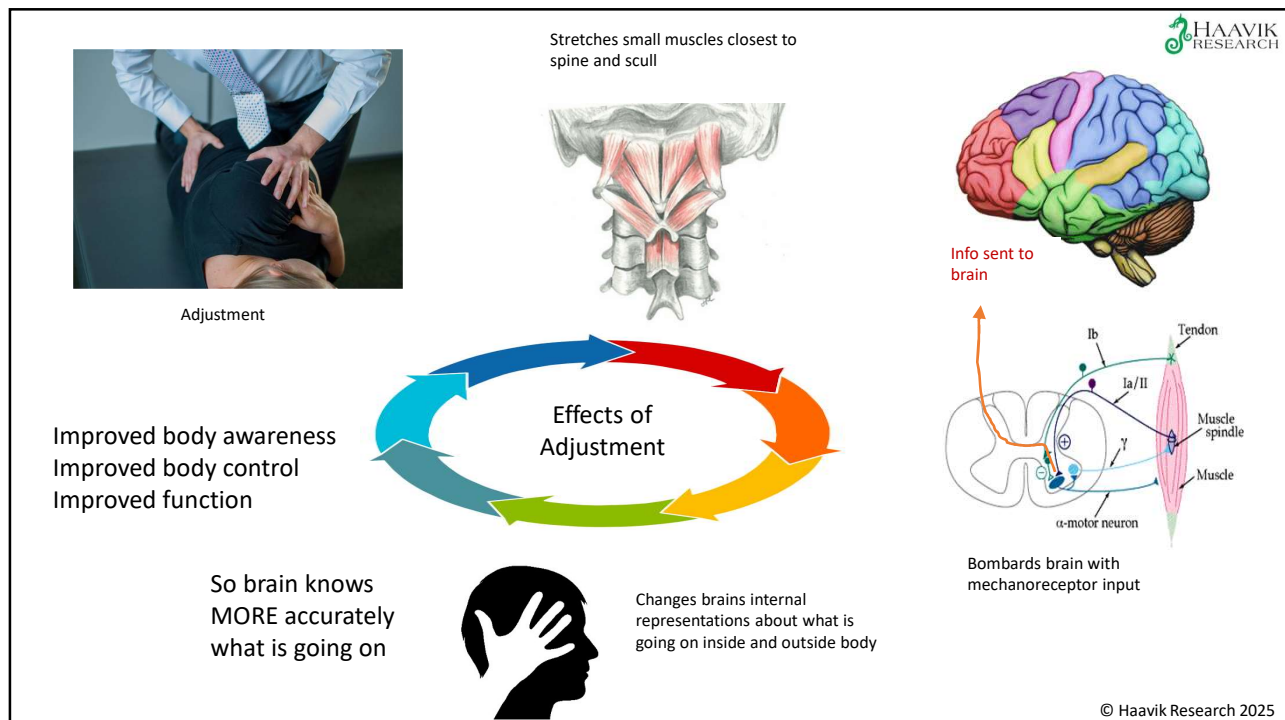 HAAVIK
RESEARCH
Stretches small muscles closest to
spine and scull
Adjustment
Info sent to
brain
Tendon
Ib
Ia/II
Muscle
spindle
γ
Muscle
α-motor neuron
+
−
Bombards brain with
mechanoreceptor input
Effects of
Adjustment
Changes brains internal
representations about what is
going on inside and outside body
So brain knows
MORE accurately
what is going on
Improved body awareness
Improved body control
Improved function
© Haavik Research 2025